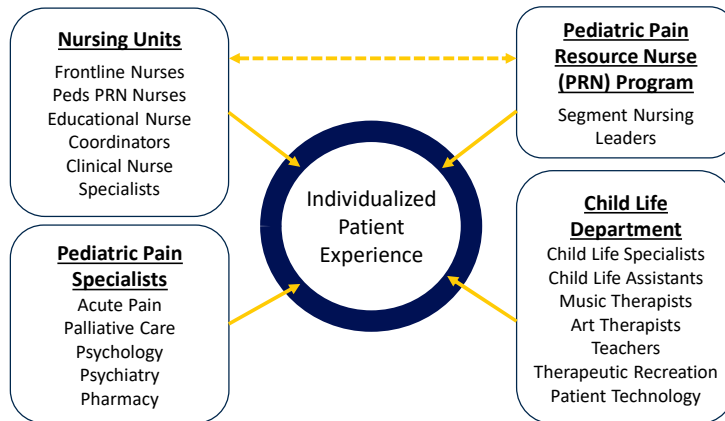 Nursing Units
Frontline Nurses
Peds PRN Nurses
Educational Nurse
Coordinators
Clinical Nurse
Specialists
Pediatric Pain
Resource Nurse
(PRN) Program
Segment Nursing
Leaders
Individualized
Patient
Experience
Pediatric Pain
Specialists
Acute Pain
Palliative Care
Psychology
Psychiatry
Pharmacy
Child Life
Department
Child Life Specialists
Child Life Assistants
Music Therapists
Art Therapists
Teachers
Therapeutic Recreation
Patient Technology